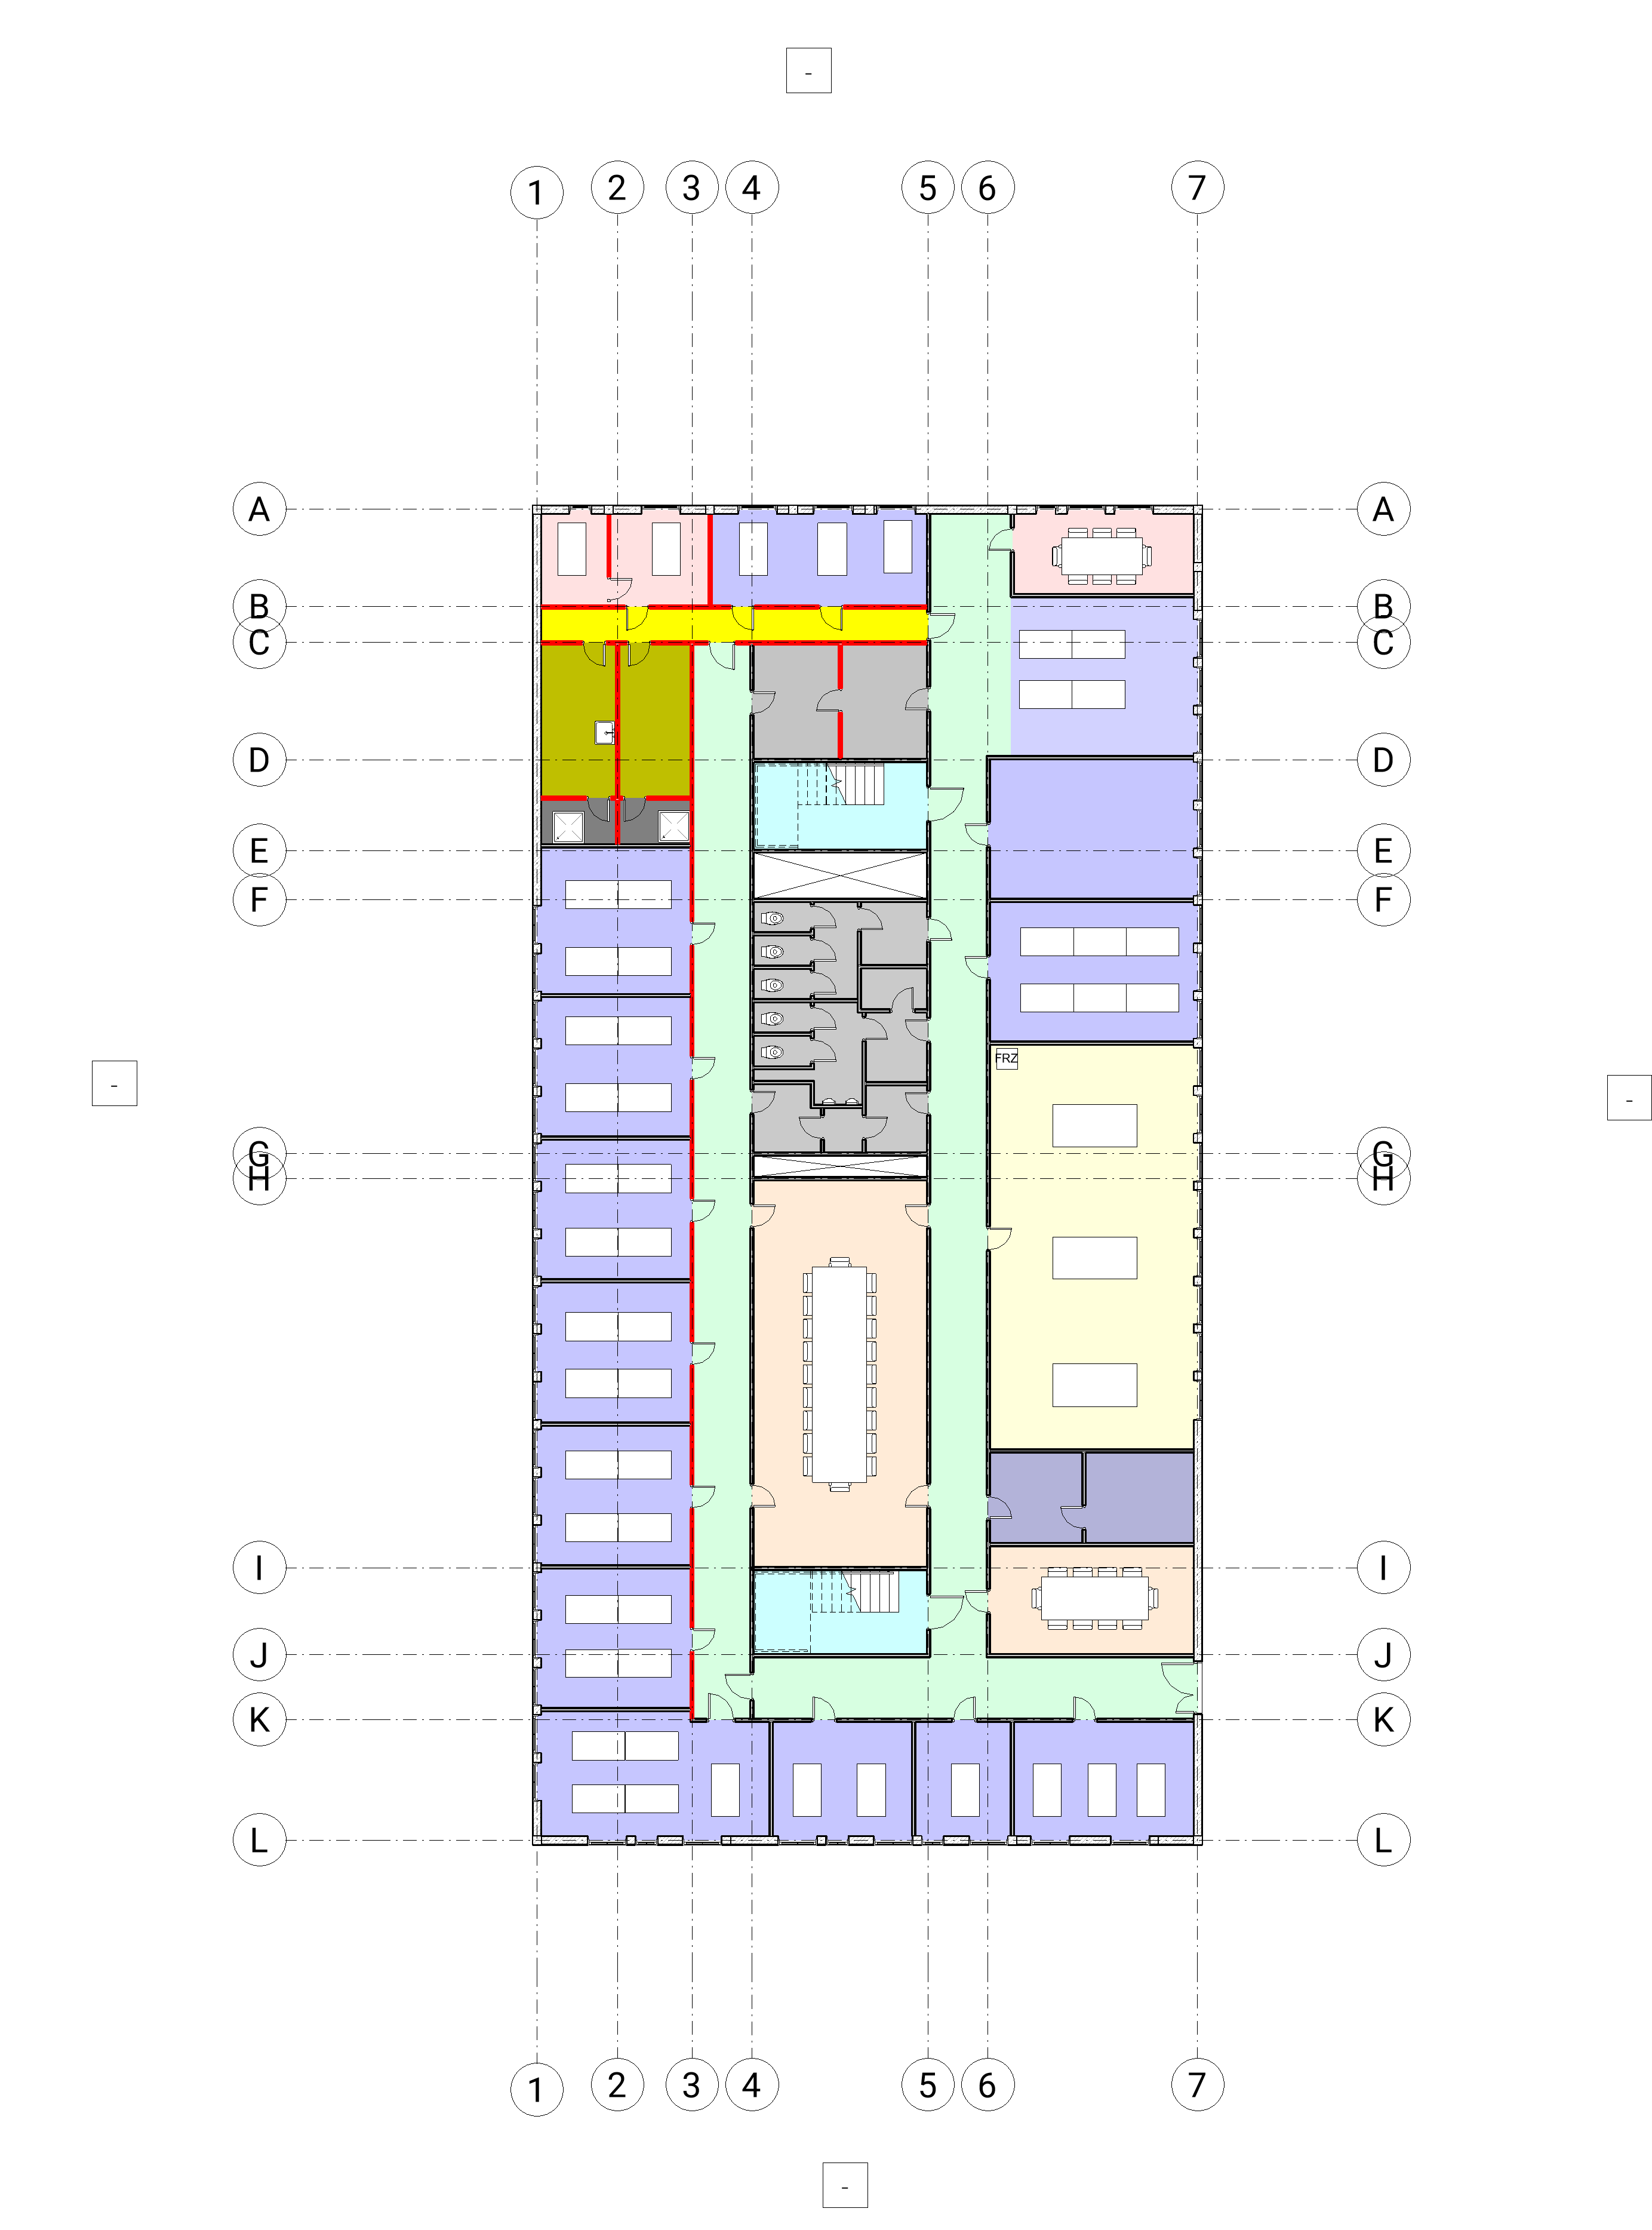 -
1 2 3 4 5 6 7
A A
B B
C C
D D
E E
F F
FRZ
- -
G G
H H
I I
J J
K K
L L
1 2 3 4 5 6 7
-